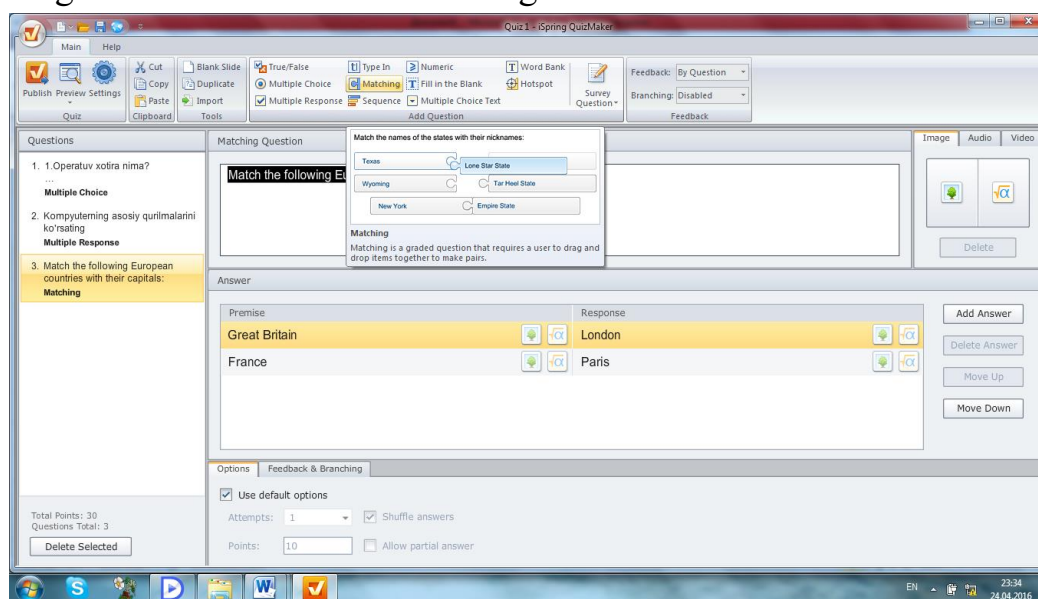 Quiz 1 - iSpring QuizMaker
Main Help
Publish Preview Settings
Quiz
Cut
Copy
Paste
Clipboard
Blank Slide
Duplicate
Import
Tools
True/False
Multiple Choice
Multiple Response
Type In
Matching
Sequence
Numeric
Fill in the Blank
Multiple Choice Text
Word Bank
Hotspot
Survey
Question
Add Question
Feedback: By Question
Branching: Disabled
Feedback
Questions
1. 1.Operatuv xotira nima?
...
Multiple Choice
2. Kompyuterning asosiy qurilmalarini
ko'rsating
Multiple Response
3. Match the following European
countries with their capitals:
Matching
Total Points: 30
Questions Total: 3
Delete Selected
Matching Question
Match the following
Match the names of the states with their nicknames:
Texas Lone Star State
Wyoming Tar Heel State
New York Empire State
Matching
Matching is a graded question that requires a user to drag and
drop items together to make pairs.
Image Audio Video
Delete
Answer
Premise Response
Great Britain London
France Paris
Add Answer
Delete Answer
Move Up
Move Down
Options Feedback & Branching
Use default options
Attempts: 1 Shuffle answers
Points: 10 Allow partial answer
EN 23:34
24.04.2016